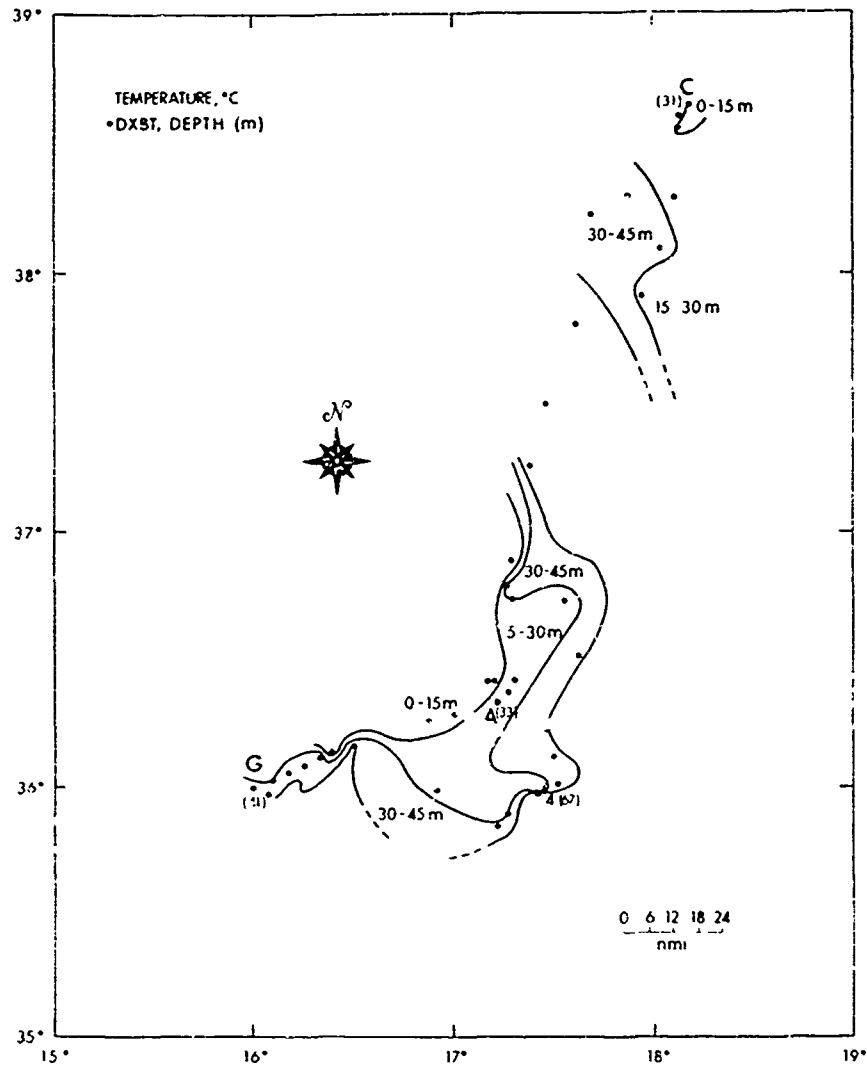 39°
TEMPERATURE, °C
•DXBT, DEPTH (m)
C
(31)
0-15m
30-45m
38°
15 30m
N
37°
30-45m
5-30m
0-15m
Δ(33)
G
36°
30-45m
4(67)
0 6 12 18 24
nmi
35°
15° 16° 17° 18° 19°